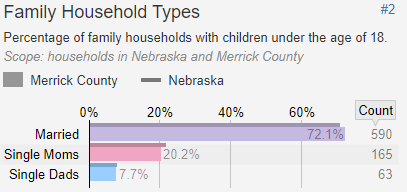 Family Household Types #2
Percentage of family households with children under the age of 18.
Scope: households in Nebraska and Merrick County
Merrick County Nebraska
0% 20% 40% 60% Count
Married 72.1% 590
Single Moms 20.2% 165
Single Dads 7.7% 63